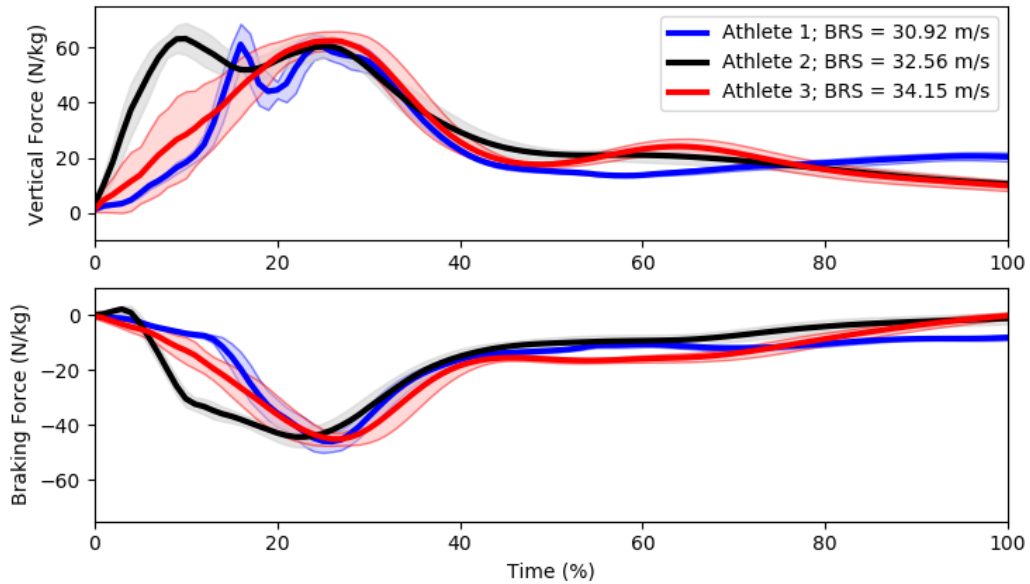 60
40
20
0
Vertical Force (N/kg)
Athlete 1; BRS = 30.92 m/s
Athlete 2; BRS = 32.56 m/s
Athlete 3; BRS = 34.15 m/s
0 20 40 60 80 100
0
−20
−40
−60
Braking Force (N/kg)
0 20 40 60 80 100
Time (%)